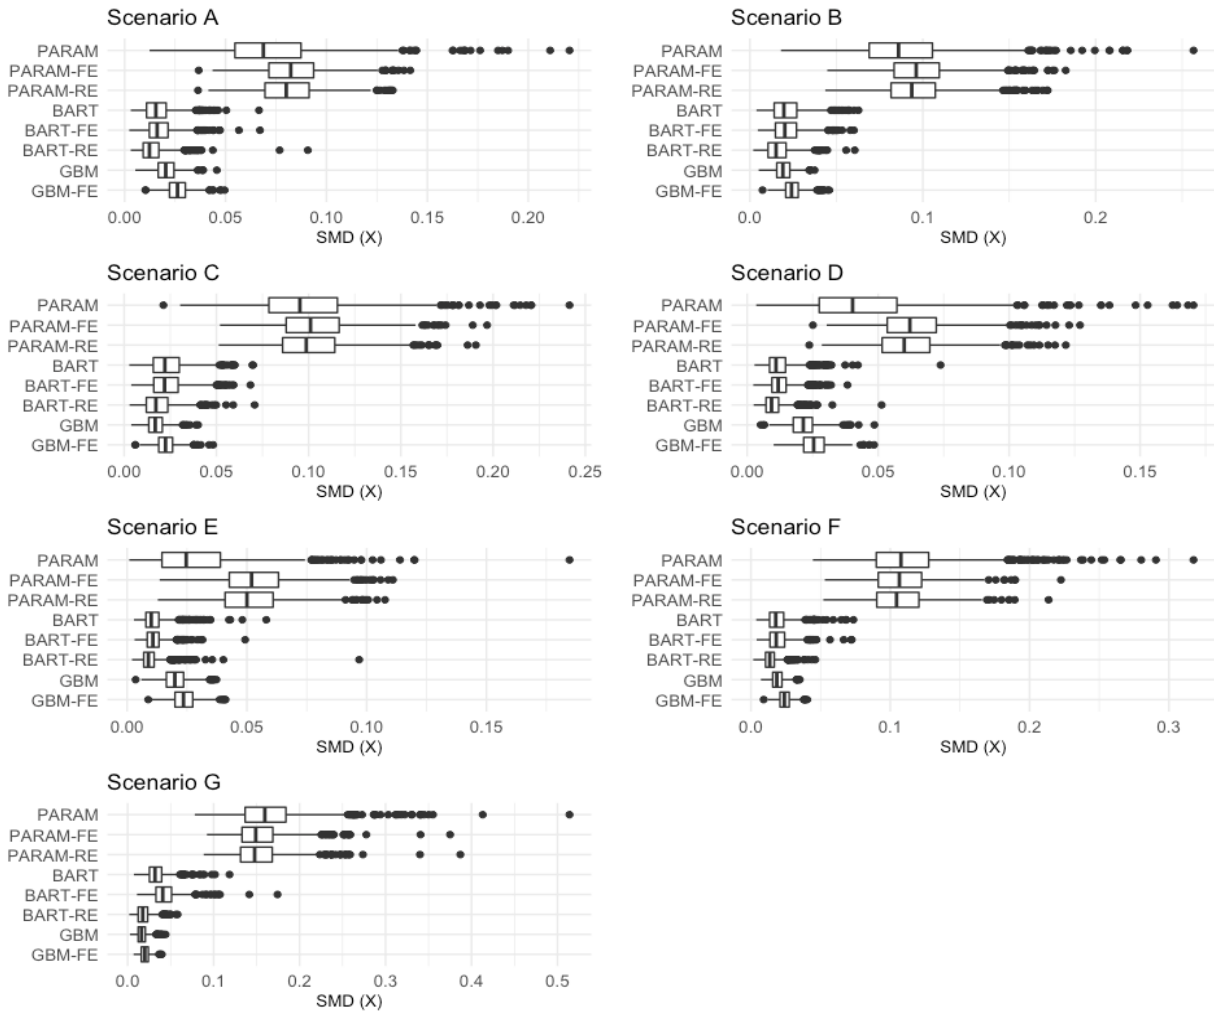 Scenario A
PARAM
PARAM-FE
PARAM-RE
BART
BART-FE
BART-RE
GBM
GBM-FE
0.00 0.05 0.10 0.15 0.20
SMD (X)
Scenario B
PARAM
PARAM-FE
PARAM-RE
BART
BART-FE
BART-RE
GBM
GBM-FE
0.0 0.1 0.2
SMD (X)
Scenario C
PARAM
PARAM-FE
PARAM-RE
BART
BART-FE
BART-RE
GBM
GBM-FE
0.00 0.05 0.10 0.15 0.20 0.25
SMD (X)
Scenario D
PARAM
PARAM-FE
PARAM-RE
BART
BART-FE
BART-RE
GBM
GBM-FE
0.00 0.05 0.10 0.15
SMD (X)
Scenario E
PARAM
PARAM-FE
PARAM-RE
BART
BART-FE
BART-RE
GBM
GBM-FE
0.00 0.05 0.10 0.15
SMD (X)
Scenario F
PARAM
PARAM-FE
PARAM-RE
BART
BART-FE
BART-RE
GBM
GBM-FE
0.0 0.1 0.2 0.3
SMD (X)
Scenario G
PARAM
PARAM-FE
PARAM-RE
BART
BART-FE
BART-RE
GBM
GBM-FE
0.0 0.1 0.2 0.3 0.4 0.5
SMD (X)